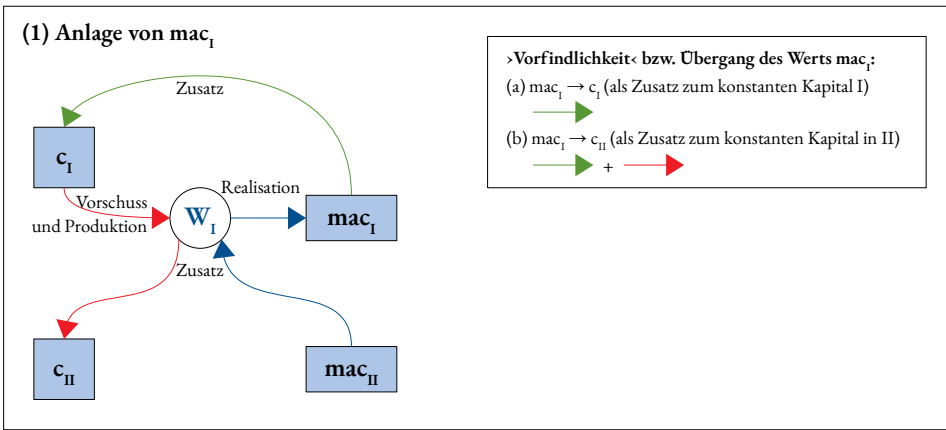 (1) Anlage von mac_I
›Vorfindlichkeit‹ bzw. Übergang des Werts mac_I:
(a) mac_I → c_I (als Zusatz zum konstanten Kapital I)
(b) mac_I → c_II (als Zusatz zum konstanten Kapital in II)
+
Zusatz
c_I
Vorschuss
und Produktion
W_I
Realisation
mac_I
Zusatz
c_II
mac_II